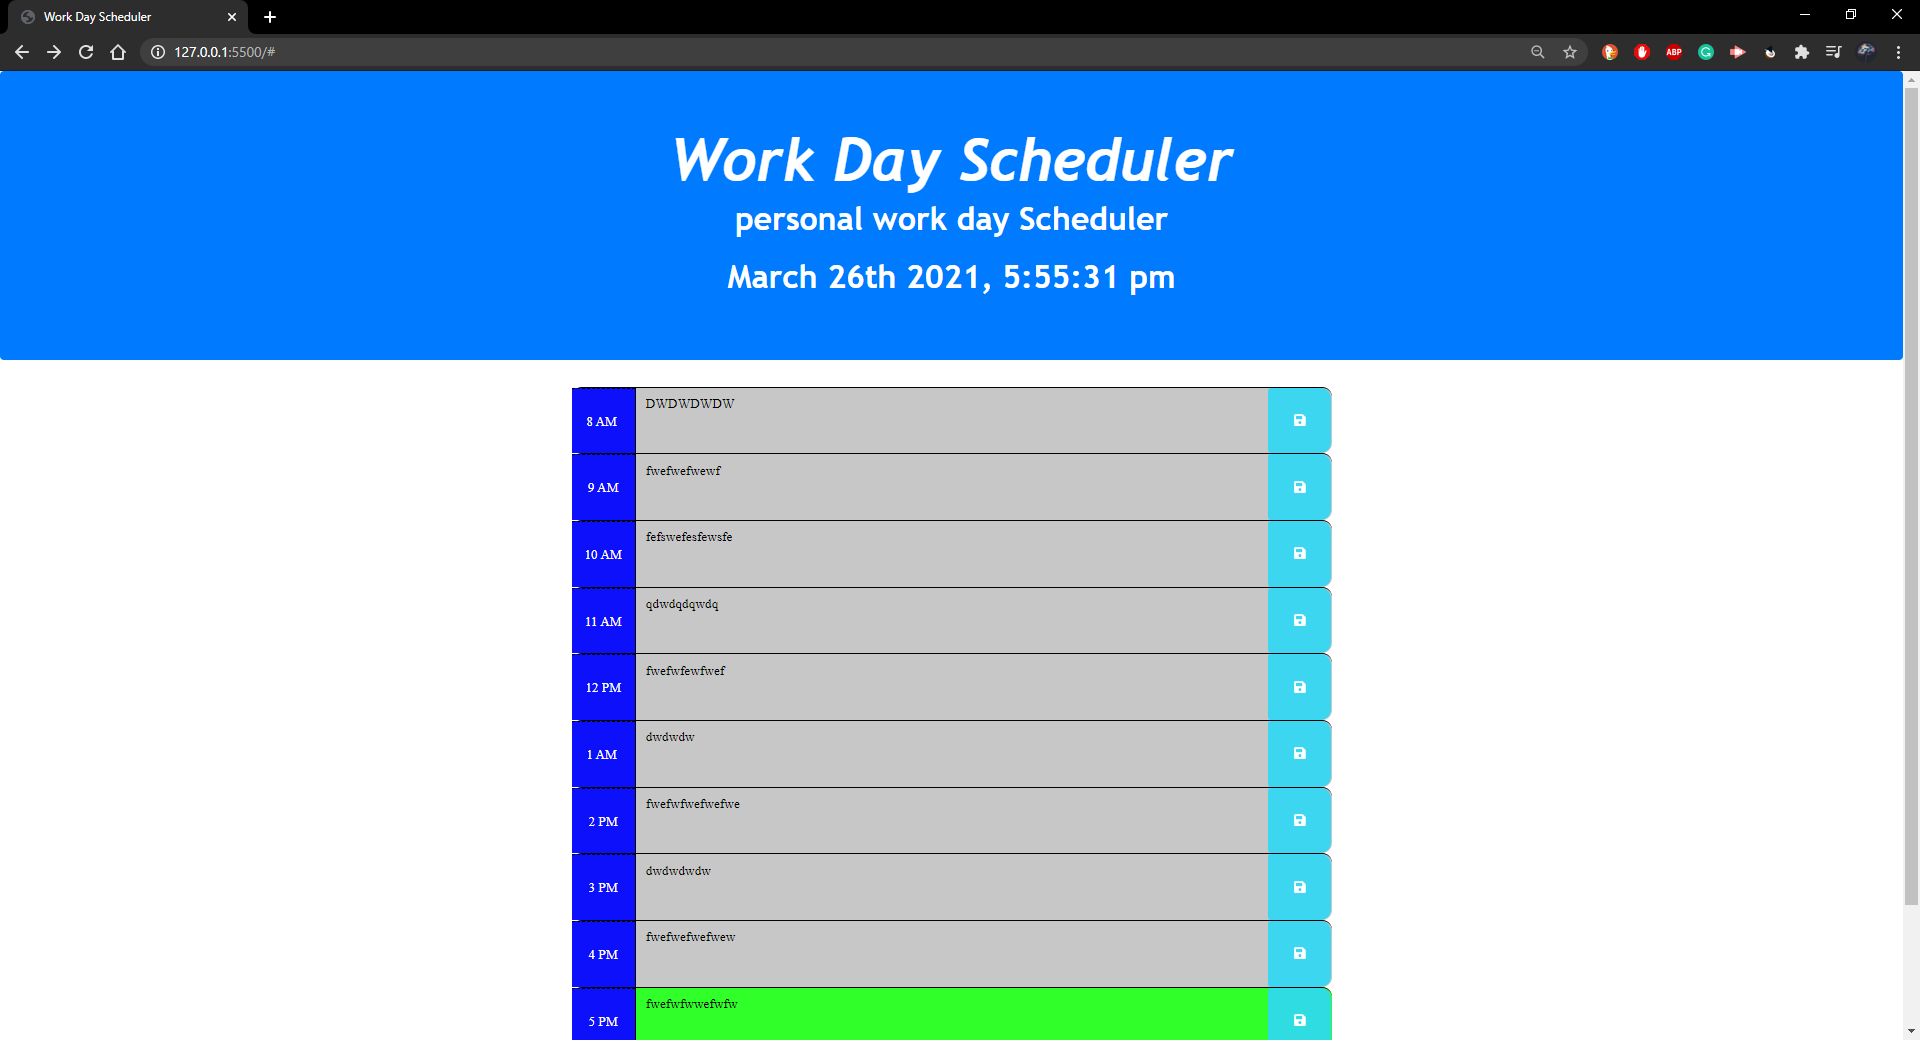 Work Day Scheduler
127.0.0.1:5500/#
ABP
Work Day Scheduler
personal work day Scheduler
March 26th 2021, 5:55:31 pm
8 AM DWDWDWDW
9 AM fwefwefwewf
10 AM fefswefesfewsfe
11 AM qdwdqdqwdq
12 PM fwefwfewfwef
1 AM dwdwdw
2 PM fwefwfwefwefwe
3 PM dwdwdwdw
4 PM fwefwefwefwew
5 PM fwefwfwwefwfw